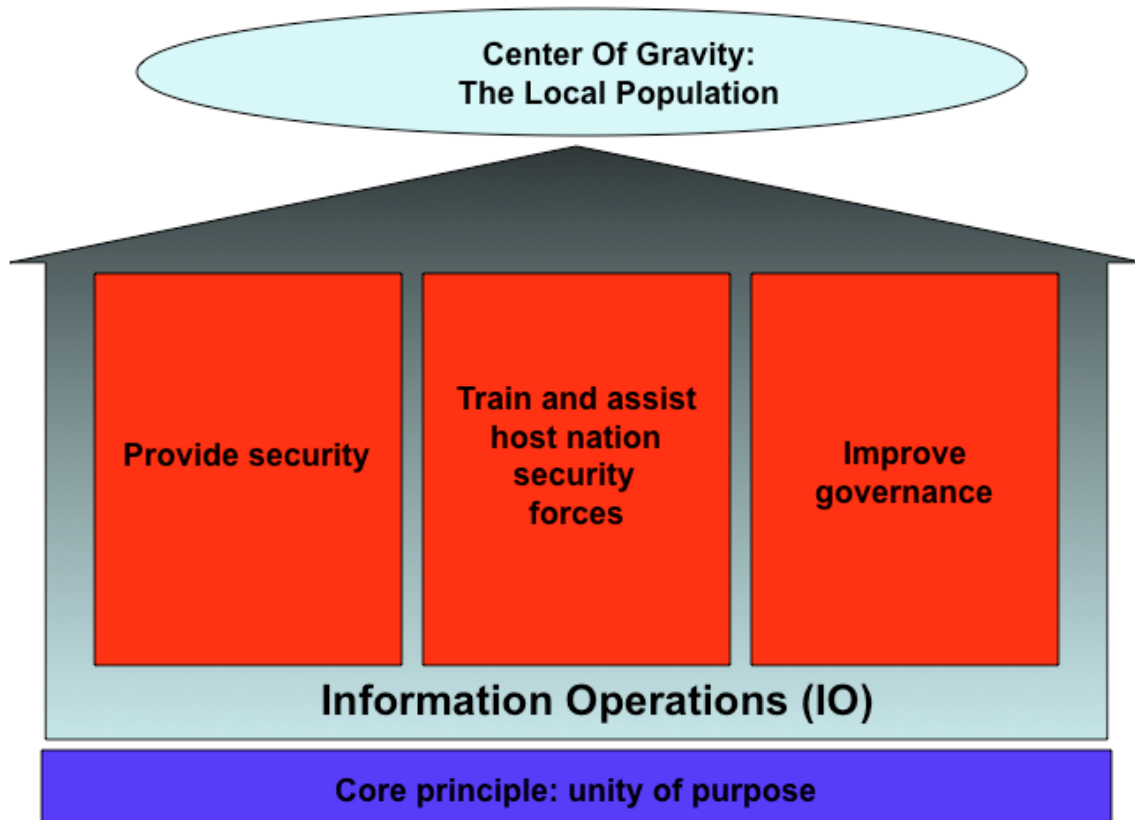 Center Of Gravity:
The Local Population
Provide security
Train and assist
host nation
security
forces
Improve
governance
Information Operations (IO)
Core principle: unity of purpose